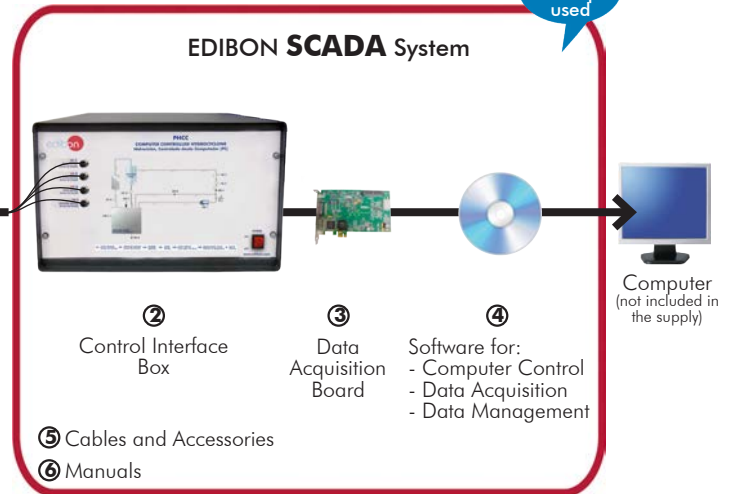 used
EDIBON SCADA System
edibon
PHCC
COMPUTER CONTROLLED HYDROCYCLONE
② Control Interface
Box
③ Data
Acquisition
Board
④ Software for:
- Computer Control
- Data Acquisition
- Data Management
Computer
(not included in
the supply)
⑤ Cables and Accessories
⑥ Manuals